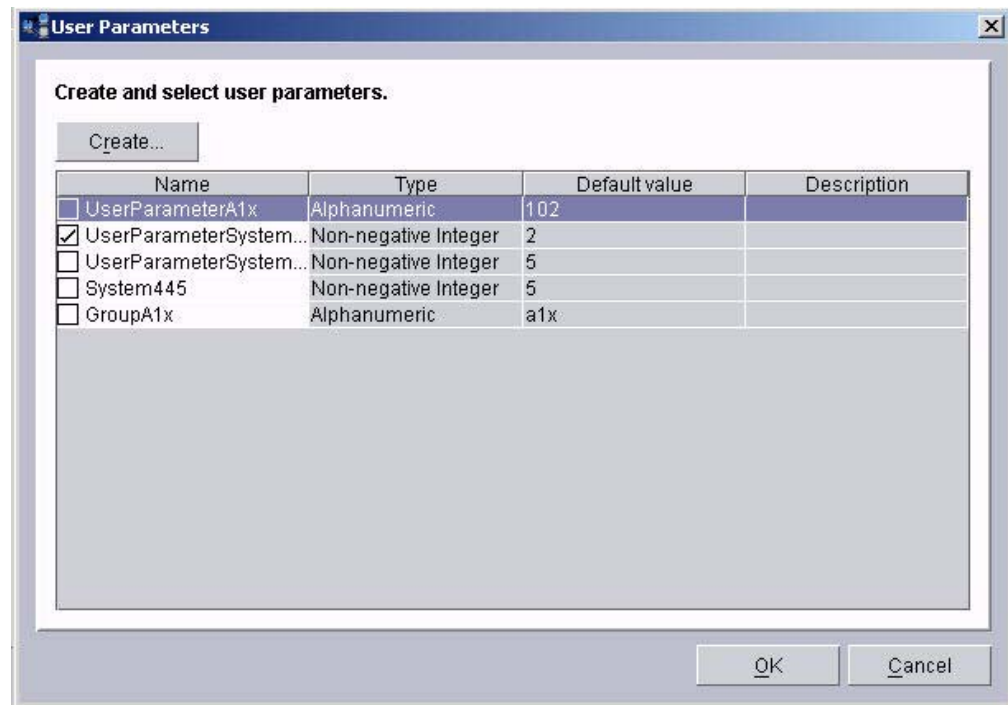 User Parameters
Create and select user parameters.
Create...
Name Type Default value Description
UserParameterA1x Alphanumeric 102
UserParameterSystem... Non-negative Integer 2
UserParameterSystem... Non-negative Integer 5
System445 Non-negative Integer 5
GroupA1x Alphanumeric a1x
OK Cancel